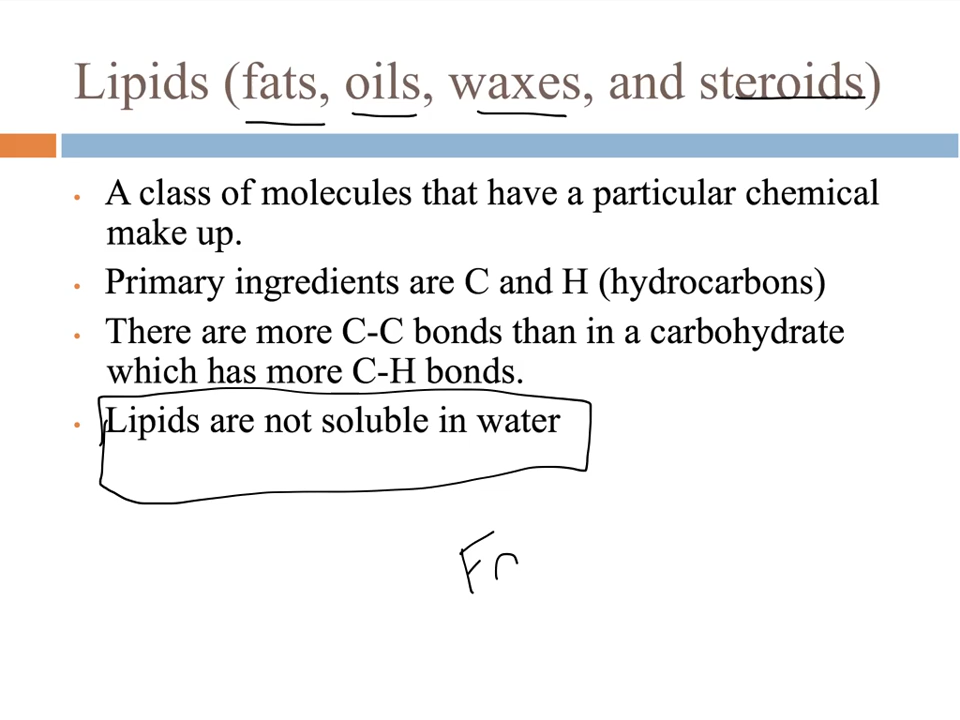 Lipids (fats, oils, waxes, and steroids)
• A class of molecules that have a particular chemical
make up.
• Primary ingredients are C and H (hydrocarbons)
• There are more C-C bonds than in a carbohydrate
which has more C-H bonds.
• Lipids are not soluble in water